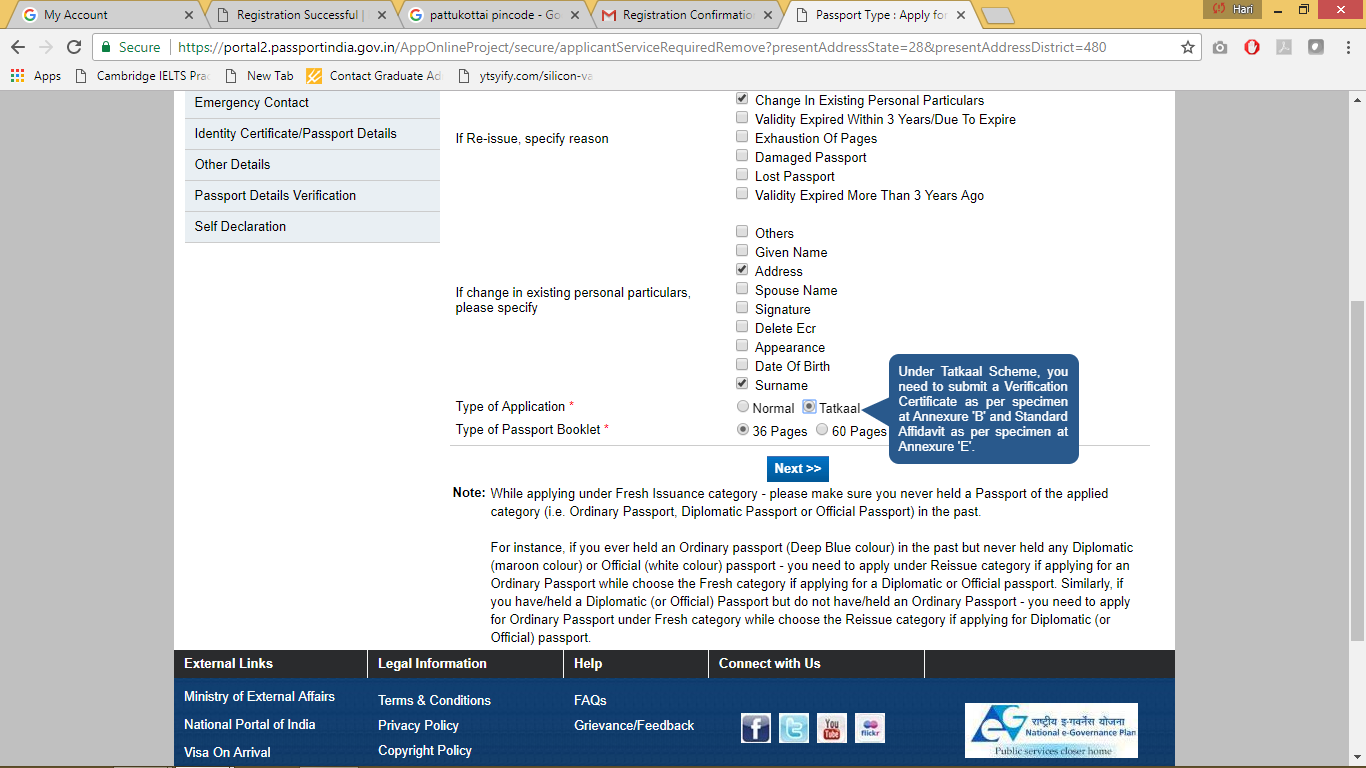 My Account
Registration Successful |
pattukottai pincode - Go
Registration Confirmatio
Passport Type : Apply for
Hari
Secure
https://portal2.passportindia.gov.in/AppOnlineProject/secure/applicantServiceRequiredRemove?presentAddressState=28&presentAddressDistrict=480
Apps
Cambridge IELTS Prac
New Tab
Contact Graduate Ad
ytsyify.com/silicon-va
Emergency Contact
Identity Certificate/Passport Details
Other Details
Passport Details Verification
Self Declaration
If Re-issue, specify reason
Change In Existing Personal Particulars
Validity Expired Within 3 Years/Due To Expire
Exhaustion Of Pages
Damaged Passport
Lost Passport
Validity Expired More Than 3 Years Ago
If change in existing personal particulars,
please specify
Others
Given Name
Address
Spouse Name
Signature
Delete Ecr
Appearance
Date Of Birth
Surname
Type of Application *
Normal
Tatkaal
Under Tatkaal Scheme, you
need to submit a Verification
Certificate as per specimen
at Annexure 'B' and Standard
Affidavit as per specimen at
Annexure 'E'.
Type of Passport Booklet *
36 Pages
60 Pages
Next >>
Note: While applying under Fresh Issuance category - please make sure you never held a Passport of the applied
category (i.e. Ordinary Passport, Diplomatic Passport or Official Passport) in the past.
For instance, if you ever held an Ordinary passport (Deep Blue colour) in the past but never held any Diplomatic
(maroon colour) or Official (white colour) passport - you need to apply under Reissue category if applying for an
Ordinary Passport while choose the Fresh category if applying for a Diplomatic or Official passport. Similarly, if
you have/held a Diplomatic (or Official) Passport but do not have/held an Ordinary Passport - you need to apply
for Ordinary Passport under Fresh category while choose the Reissue category if applying for Diplomatic (or
Official) passport.
External Links
Legal Information
Help
Connect with Us
Ministry of External Affairs
National Portal of India
Visa On Arrival
Terms & Conditions
Privacy Policy
Copyright Policy
FAQs
Grievance/Feedback
You
Tube
flickr
राष्ट्रीय इ-गवर्नेंस योजना
National e-Governance Plan
Public services closer home